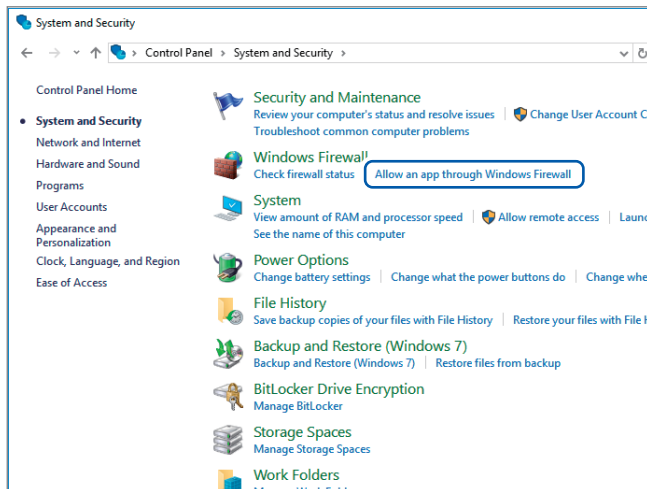 System and Security
Control Panel > System and Security >
Control Panel Home
System and Security
Network and Internet
Hardware and Sound
Programs
User Accounts
Appearance and
Personalization
Clock, Language, and Region
Ease of Access
Security and Maintenance
Review your computer's status and resolve issues | Change User Account C
Troubleshoot common computer problems
Windows Firewall
Check firewall status Allow an app through Windows Firewall
System
View amount of RAM and processor speed | Allow remote access | Laun
See the name of this computer
Power Options
Change battery settings | Change what the power buttons do | Change whe
File History
Save backup copies of your files with File History | Restore your files with File H
Backup and Restore (Windows 7)
Backup and Restore (Windows 7) | Restore files from backup
BitLocker Drive Encryption
Manage BitLocker
Storage Spaces
Manage Storage Spaces
Work Folders